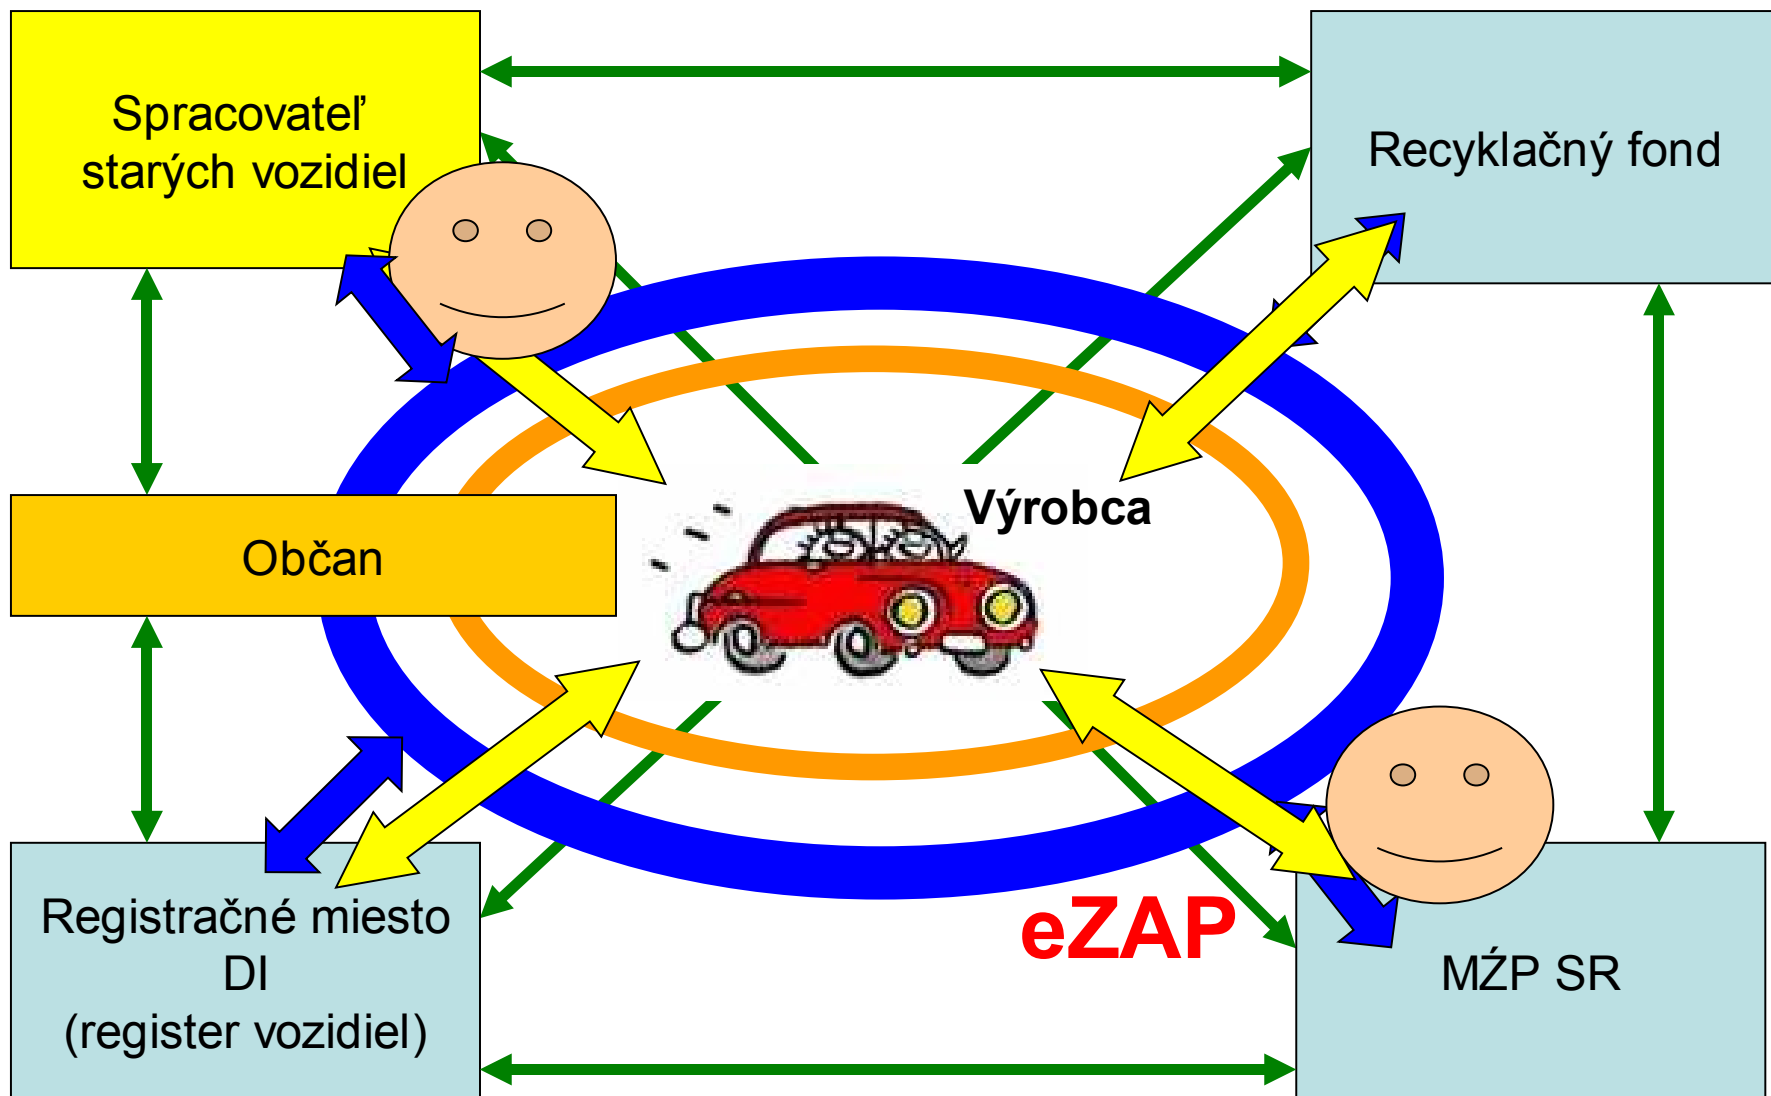 Spracovateľ
starých vozidiel
Recyklačný fond
Výrobca
Občan
eZAP
Registračné miesto
DI
(register vozidiel)
MŹP SR